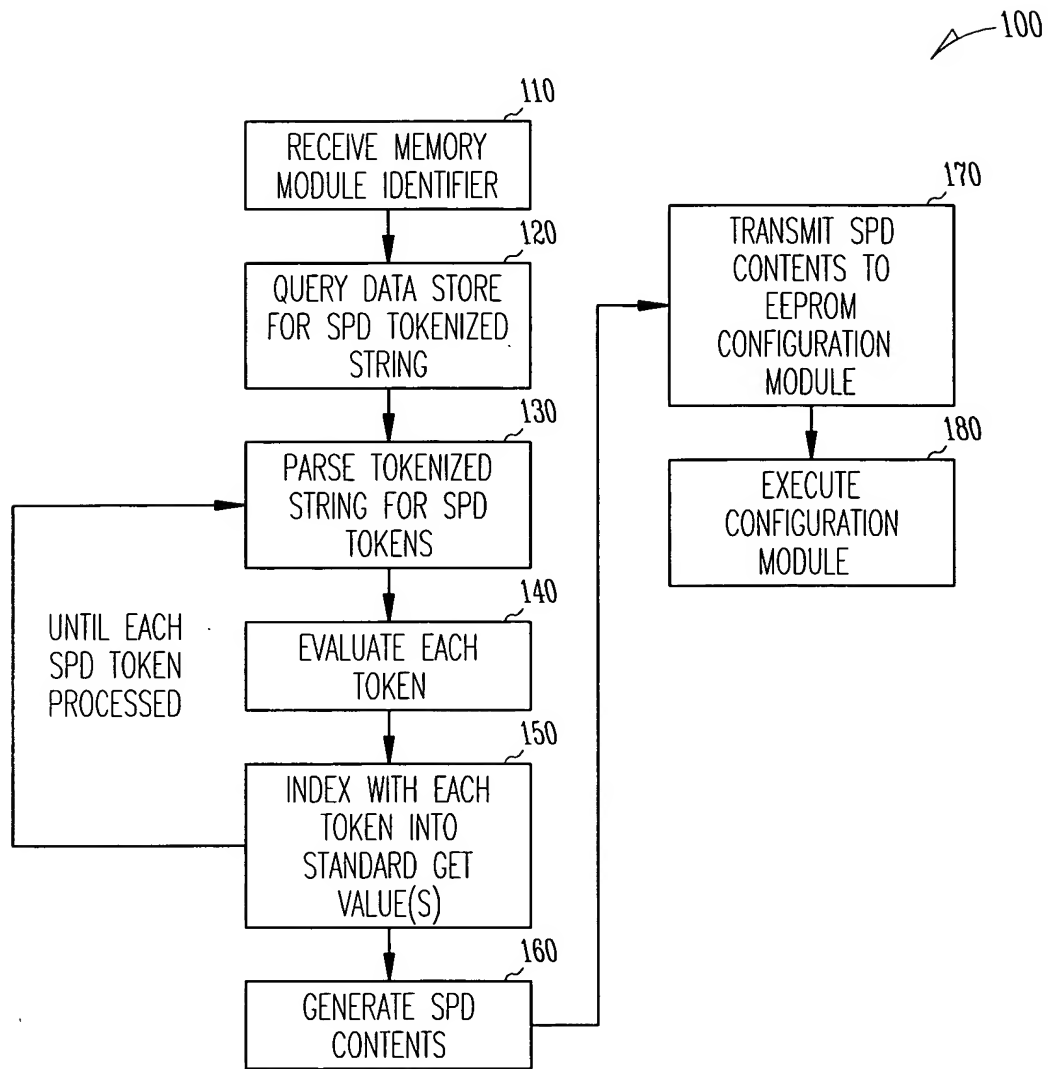 100
110
RECEIVE MEMORY
MODULE IDENTIFIER
120
QUERY DATA STORE
FOR SPD TOKENIZED
STRING
130
PARSE TOKENIZED
STRING FOR SPD
TOKENS
UNTIL EACH
SPD TOKEN
PROCESSED
140
EVALUATE EACH
TOKEN
150
INDEX WITH EACH
TOKEN INTO
STANDARD GET
VALUE(S)
160
GENERATE SPD
CONTENTS
170
TRANSMIT SPD
CONTENTS TO
EEPROM
CONFIGURATION
MODULE
180
EXECUTE
CONFIGURATION
MODULE